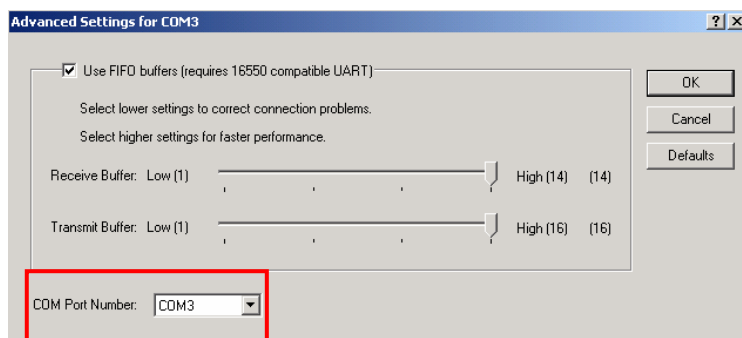 Advanced Settings for COM3
Use FIFO buffers (requires 16550 compatible UART)
OK
Select lower settings to correct connection problems.
Cancel
Select higher settings for faster performance.
Defaults
Receive Buffer: Low (1) High (14) (14)
Transmit Buffer: Low (1) High (16) (16)
COM Port Number: COM3